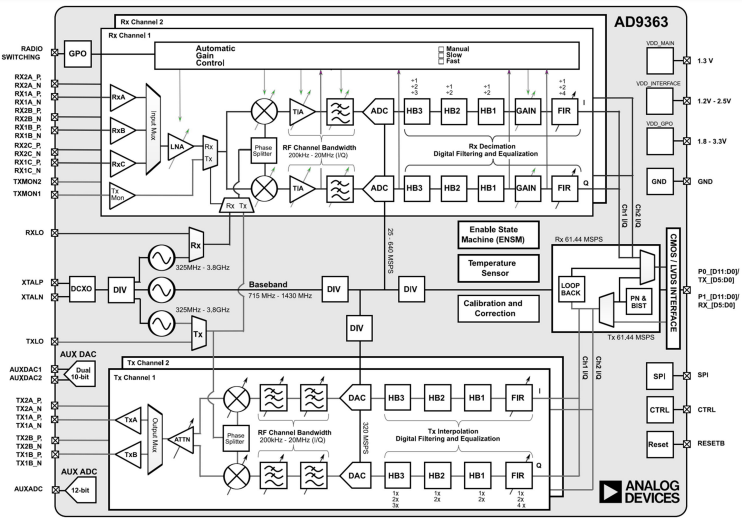 AD9363
Rx Channel 2
Rx Channel 1
RADIO
SWITCHING
GPO
Automatic
Gain
Control
Manual
Slow
Fast
VDD_MAIN
1.3 V
VDD_INTERFACE
1.2V - 2.5V
VDD_GPO
1.8 - 3.3V
GND
GND
RX2A_P,
RX2A_N
RX1A_P,
RX1A_N
RX2B_P,
RX2B_N
RX1B_P,
RX1B_N
RX2C_P,
RX2C_N
RX1C_P,
RX1C_N
TXMON2
TXMON1
RxA
RxB
RxC
Tx
Mon
Input Mux
LNA
Rx
Tx
Phase
Splitter
Rx Tx
TIA
TIA
RF Channel Bandwidth
200kHz - 20MHz (I/Q)
ADC
ADC
÷1
÷2
÷3
÷1
÷2
÷1
÷2
÷1
÷2
÷4
HB3
HB2
HB1
GAIN
FIR
I
Rx Decimation
Digital Filtering and Equalization
HB3
HB2
HB1
GAIN
FIR
Q
Ch1 I/Q
Ch2 I/Q
25 - 640 MSPS
RXLO
Rx
325MHz - 3.8GHz
XTALP
XTALN
DCXO
DIV
Baseband
715 MHz - 1430 MHz
DIV
DIV
DIV
325MHz - 3.8GHz
TXLO
Tx
Enable State
Machine (ENSM)
Temperature
Sensor
Calibration and
Correction
Rx 61.44 MSPS
LOOP
BACK
PN &
BIST
Tx 61.44 MSPS
CMOS / LVDS INTERFACE
P0_[D11:D0]/
TX_[D5:D0]
P1_[D11:D0]/
RX_[D5:D0]
Ch1 I/Q
Ch2 I/Q
AUX DAC
AUXDAC1
AUXDAC2
Dual
10-bit
Tx Channel 2
Tx Channel 1
TX2A_P,
TX2A_N
TX1A_P,
TX1A_N
TX2B_P,
TX2B_N
TX1B_P,
TX1B_N
TxA
TxB
Output Mux
ATTN
Phase
Splitter
RF Channel Bandwidth
200kHz - 20MHz (I/Q)
DAC
DAC
320 MSPS
HB3
HB2
HB1
FIR
I
Tx Interpolation
Digital Filtering and Equalization
HB3
HB2
HB1
FIR
Q
1x
2x
3x
1x
2x
1x
2x
1x
2x
4 x
AUX ADC
AUXADC
12-bit
SPI
SPI
CTRL
CTRL
Reset
RESETB
ANALOG
DEVICES